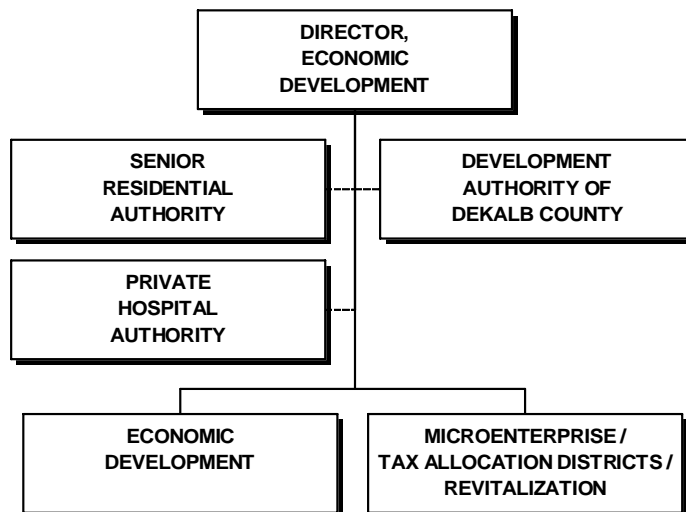 DIRECTOR,
ECONOMIC
DEVELOPMENT
SENIOR
RESIDENTIAL
AUTHORITY
DEVELOPMENT
AUTHORITY OF
DEKALB COUNTY
PRIVATE
HOSPITAL
AUTHORITY
ECONOMIC
DEVELOPMENT
MICROENTERPRISE /
TAX ALLOCATION DISTRICTS /
REVITALIZATION